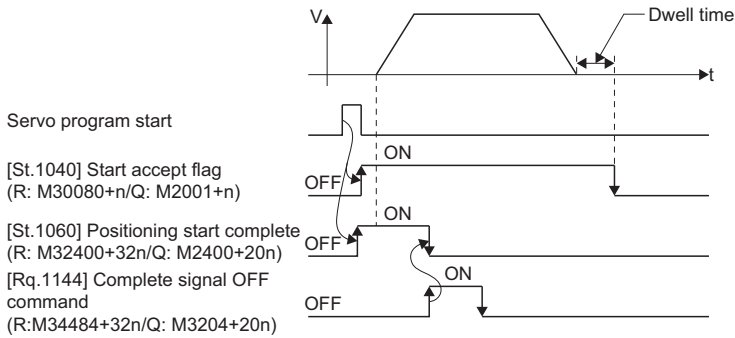 V
Dwell time
t
Servo program start
[St.1040] Start accept flag
(R: M30080+n/Q: M2001+n)
OFF
ON
[St.1060] Positioning start complete
(R: M32400+32n/Q: M2400+20n)
OFF
ON
[Rq.1144] Complete signal OFF
command
(R:M34484+32n/Q: M3204+20n)
OFF
ON